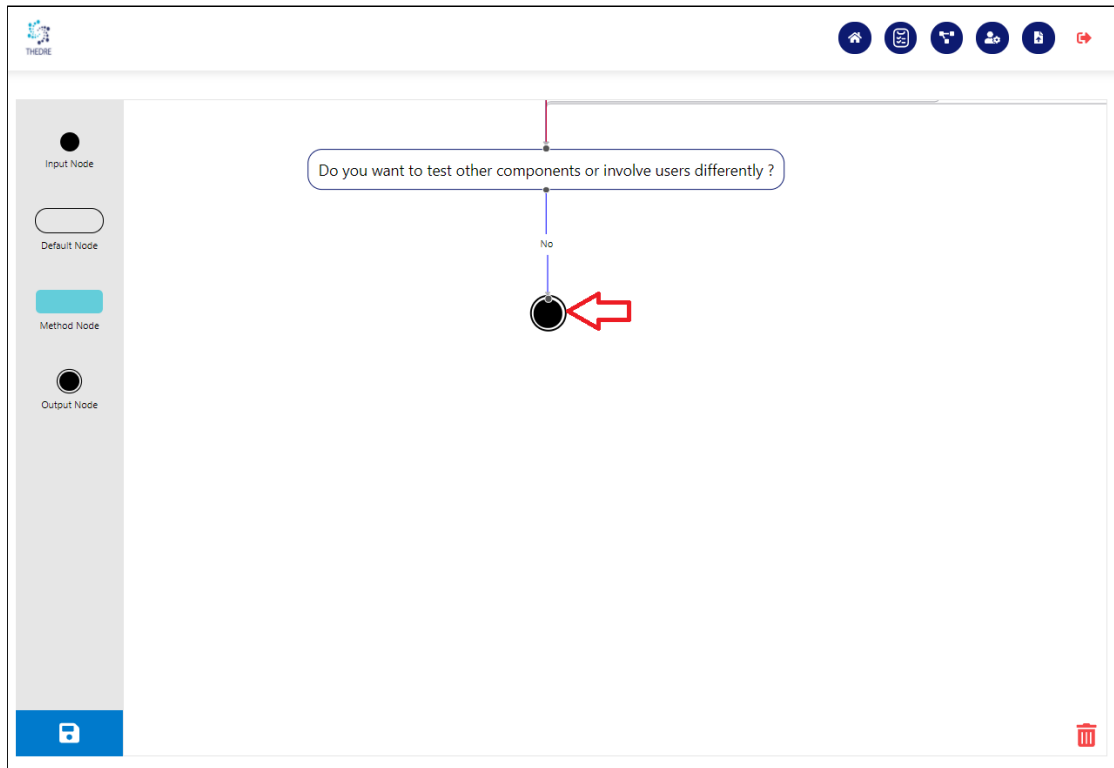 THEDRE
Input Node
Do you want to test other components or involve users differently ?
Default Node
No
Method Node
Output Node